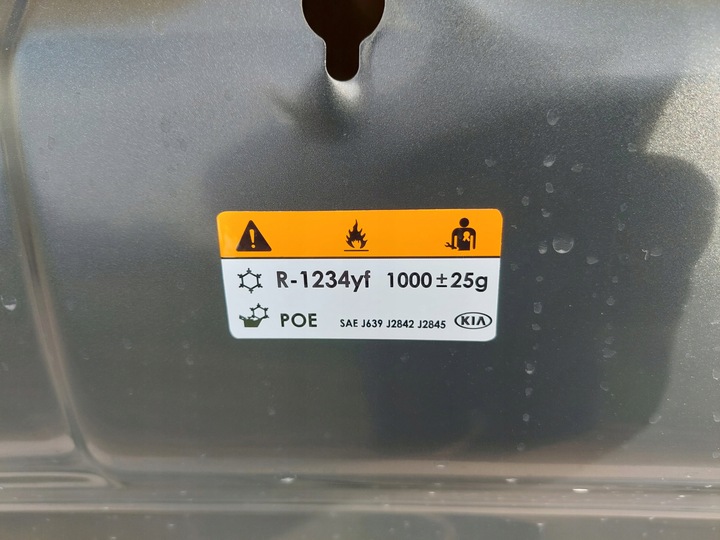 R-1234yf 1000±25g
POE SAE J639 J2842 J2845 KIA